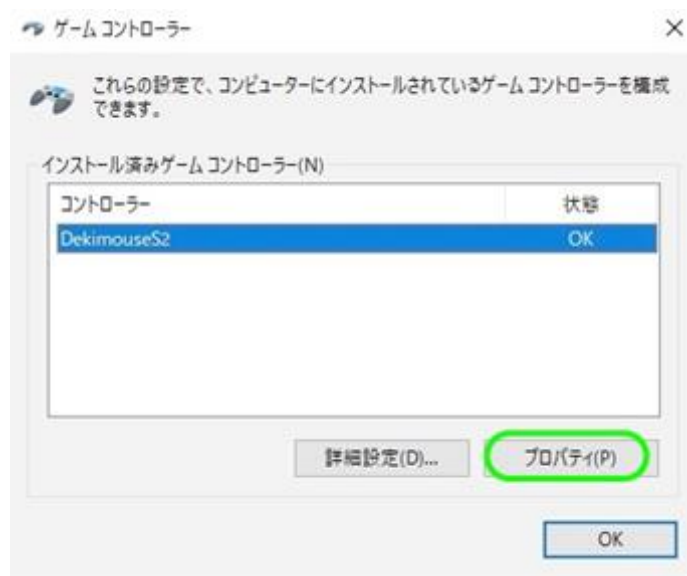 ゲーム コントローラー
これらの設定で、コンピューターにインストールされているゲーム コントローラーを構成
できます。
インストール済みゲーム コントローラー(N)
コントローラー 状態
DekimouseS2 OK
詳細設定(D)... プロパティ(P)
OK